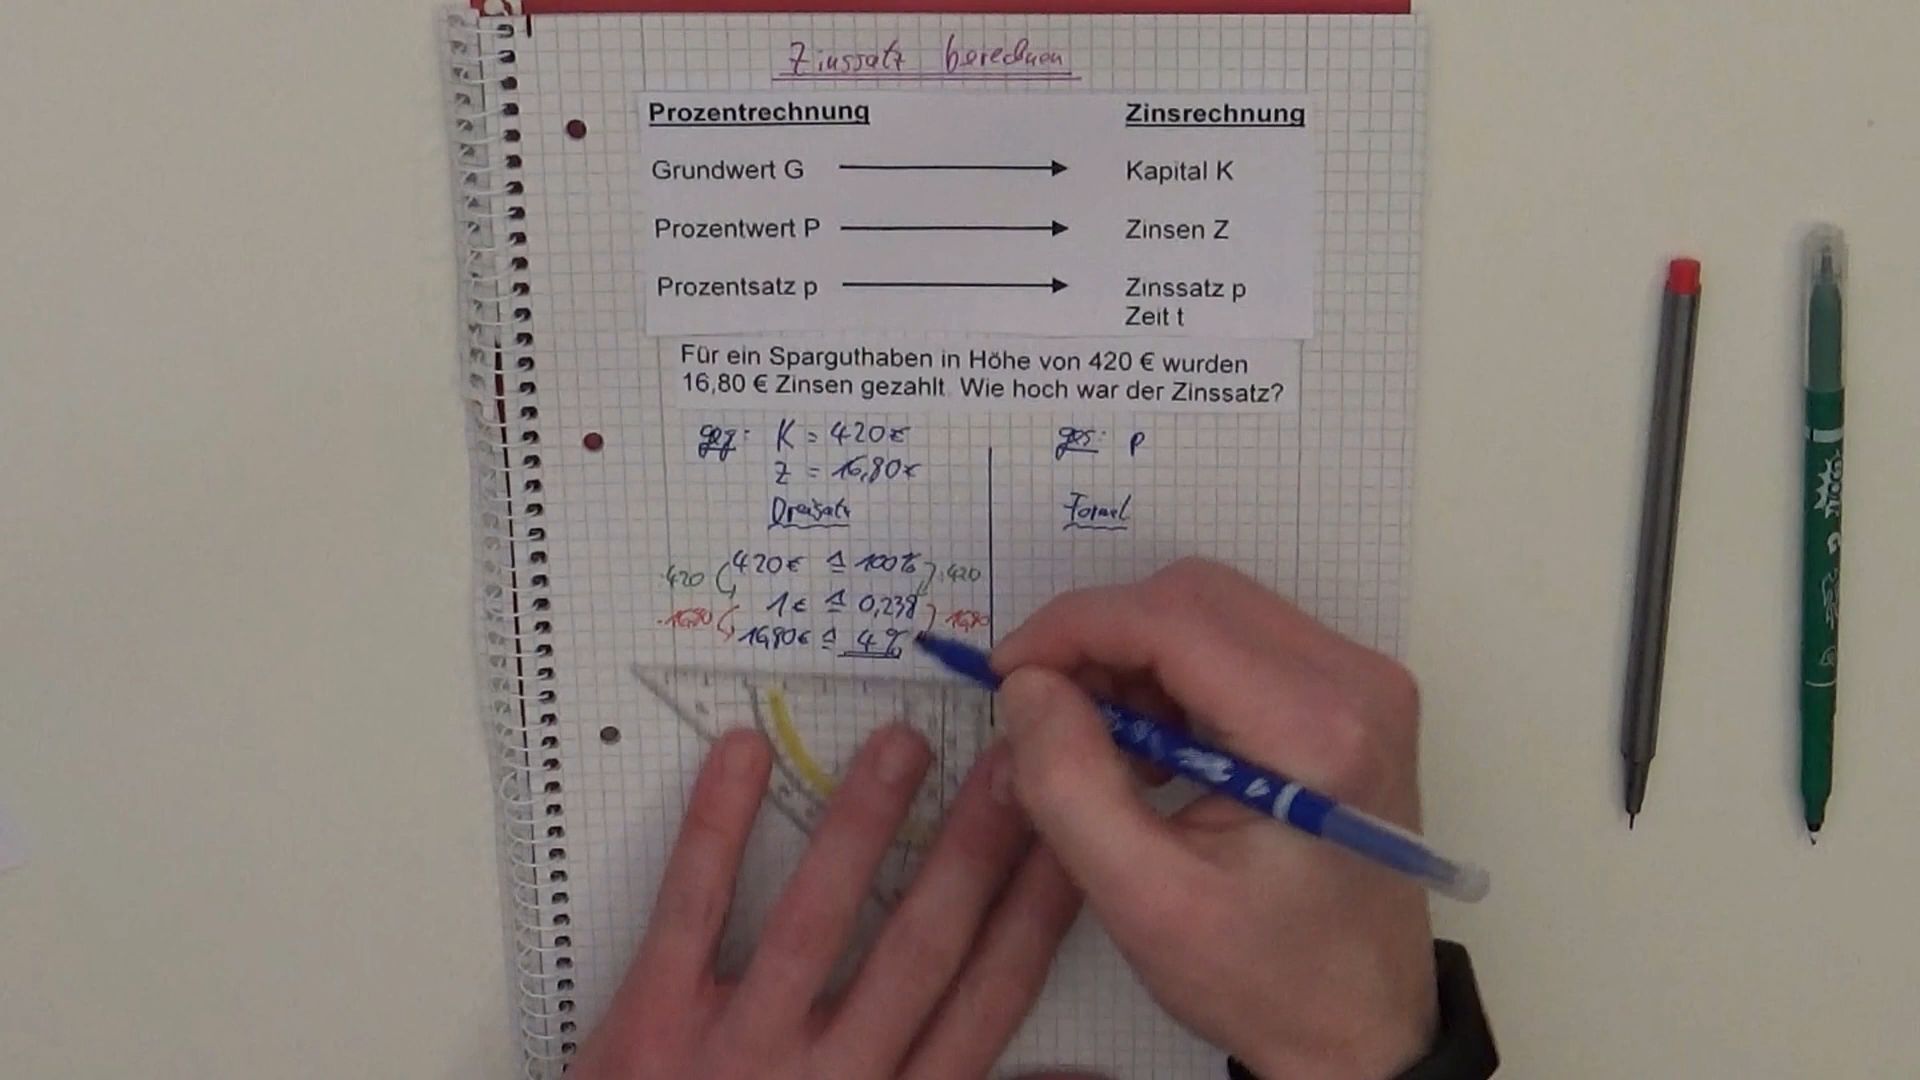 Zinssatz berechnen
Prozentrechnung Zinsrechnung
Grundwert G Kapital K
Prozentwert P Zinsen Z
Prozentsatz p Zinssatz p
Zeit t
Für ein Sparguthaben in Höhe von 420 € wurden
16,80 € Zinsen gezahlt Wie hoch war der Zinssatz?
geg: K = 420€ ges: p
Z = 16,80€
Dreisatz Formel
:420 420€ ≙ 100% :420
·16,80 1€ ≙ 0,238 ·16,80
16,80€ ≙ 4%